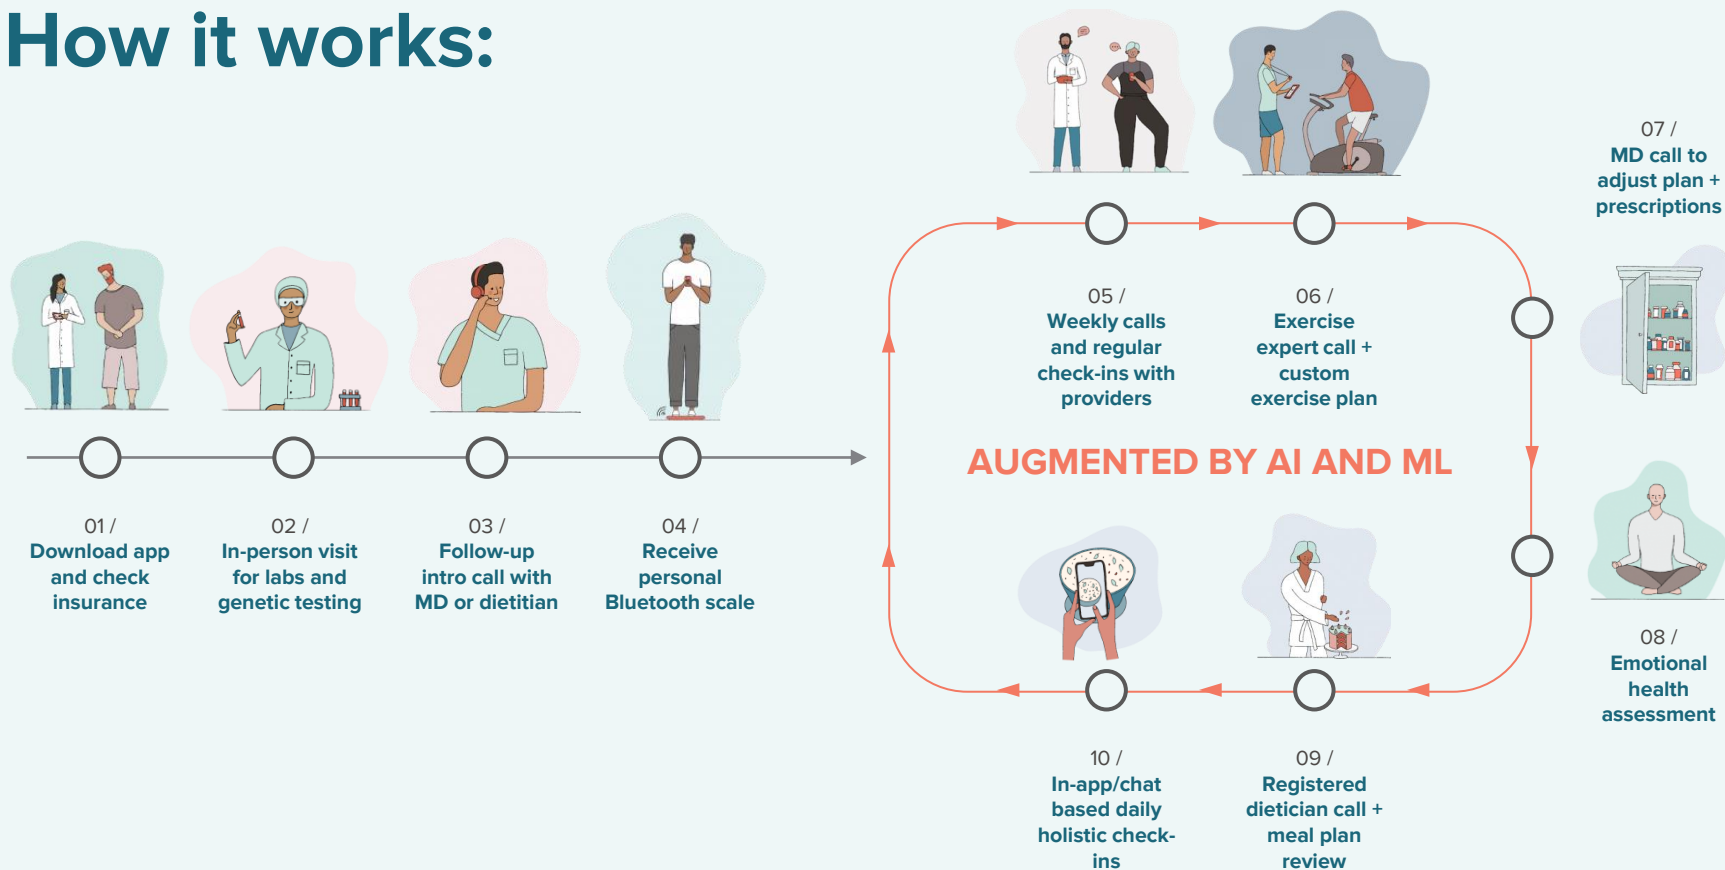 How it works:
01 /
Download app
and check
insurance
02 /
In-person visit
for labs and
genetic testing
03 /
Follow-up
intro call with
MD or dietitian
04 /
Receive
personal
Bluetooth scale
05 /
Weekly calls
and regular
check-ins with
providers
06 /
Exercise
expert call +
custom
exercise plan
07 /
MD call to
adjust plan +
prescriptions
AUGMENTED BY AI AND ML
08 /
Emotional
health
assessment
09 /
Registered
dietician call +
meal plan
review
10 /
In-app/chat
based daily
holistic check-
ins